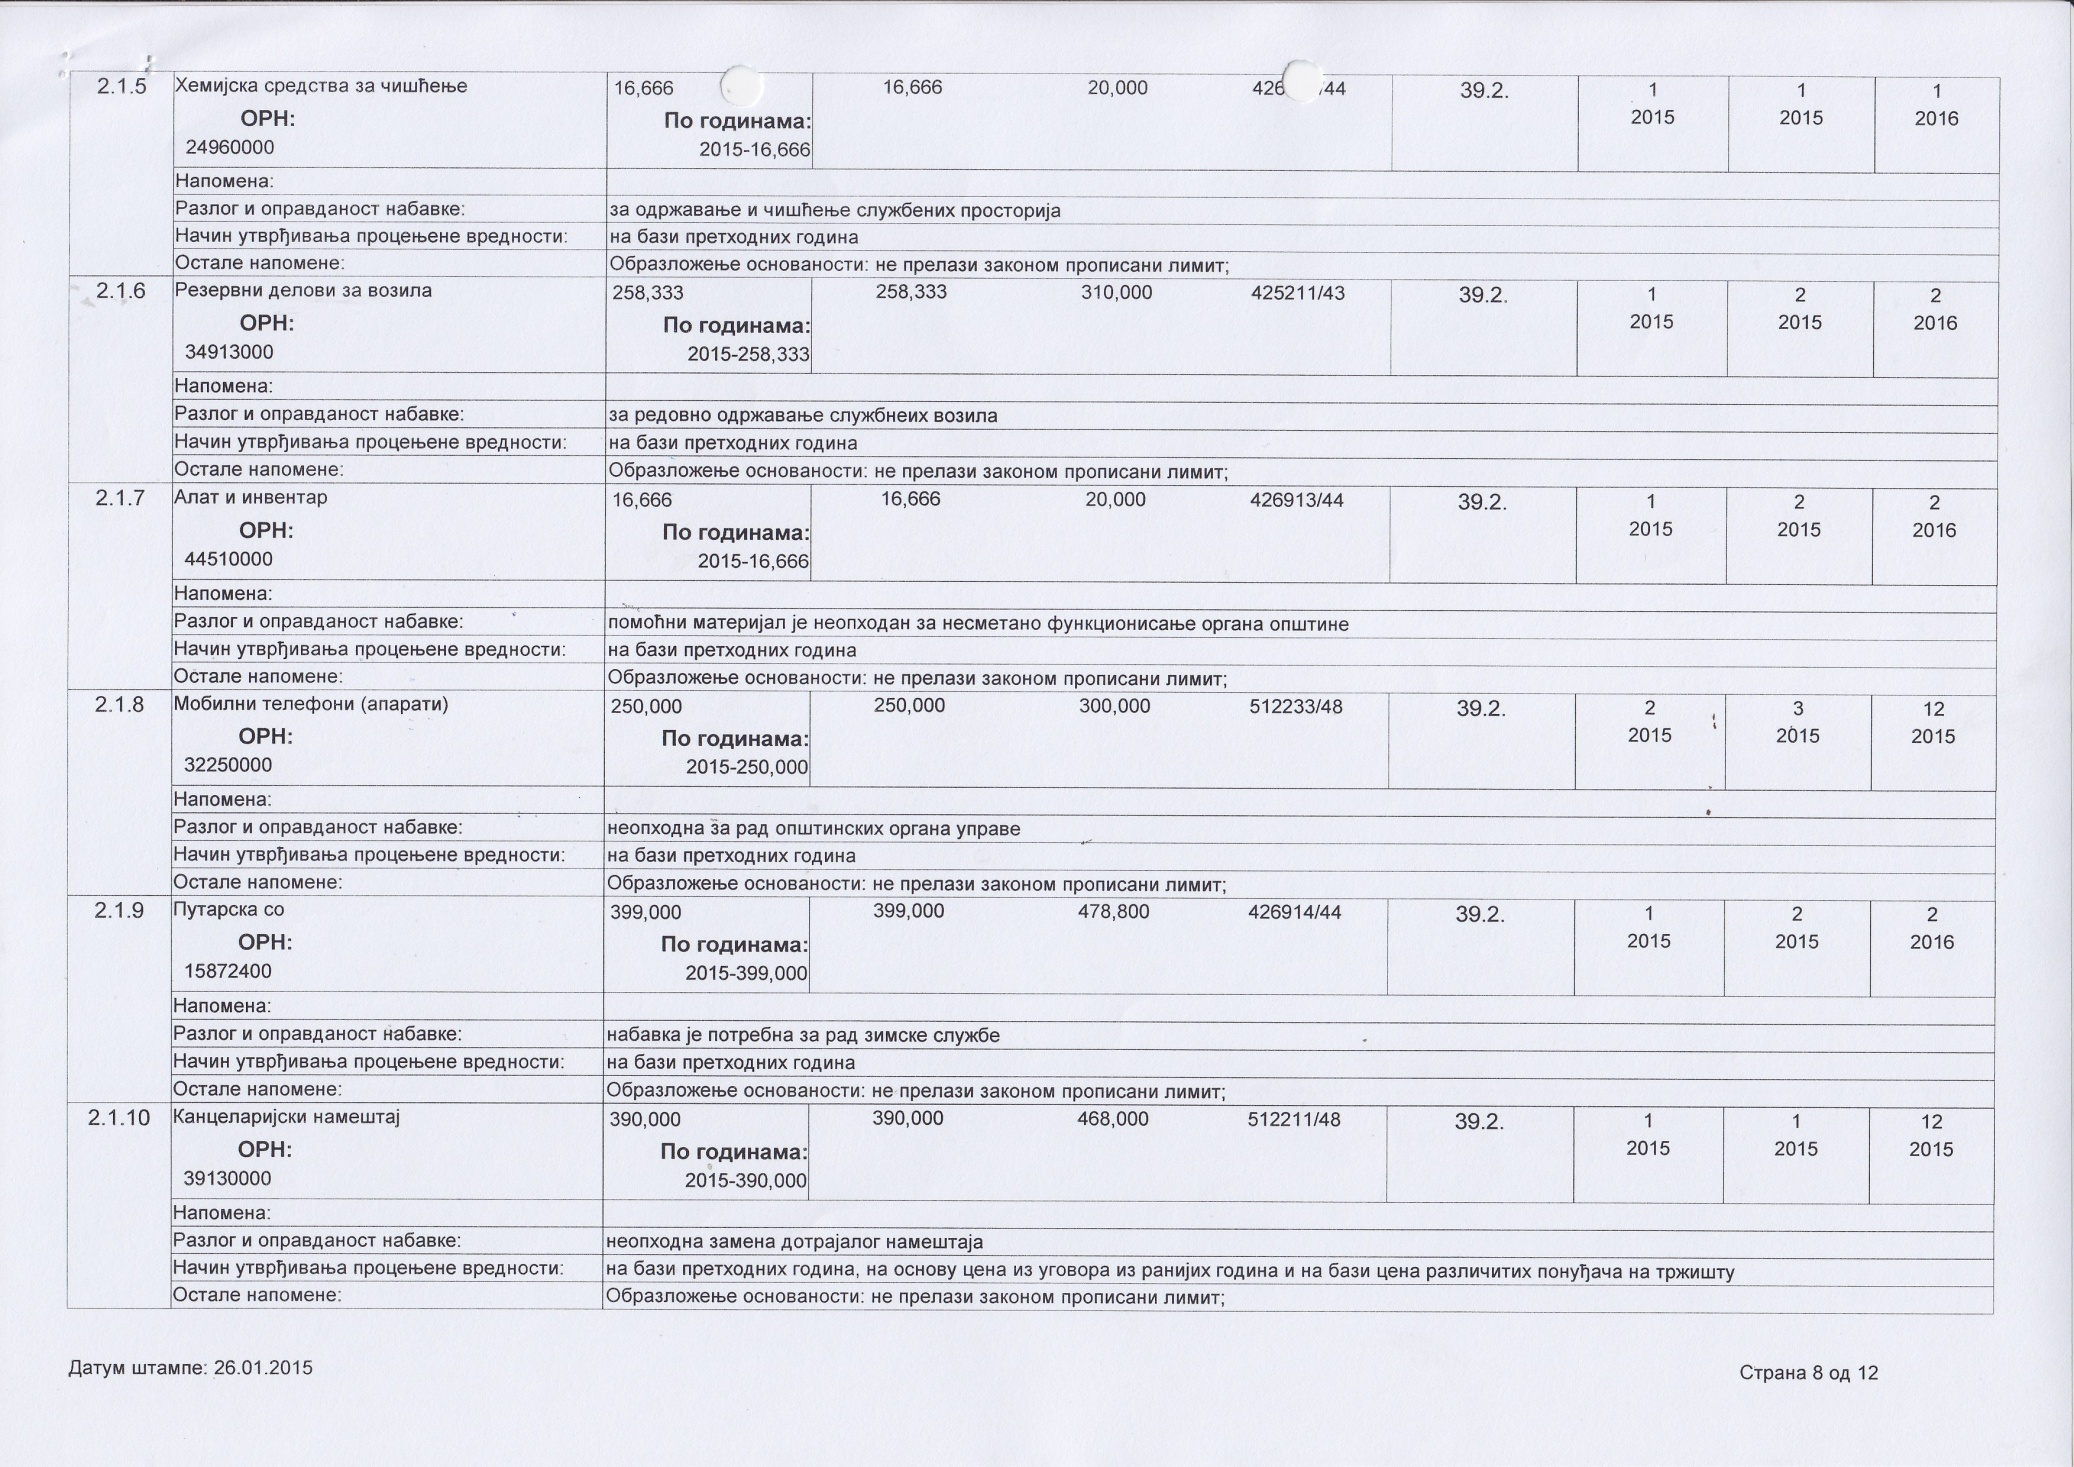 2.1.5 Хемијска средства за чишћење 16,666 16,666 20,000 39.2. 1 1 1
ОРН: По годинама: 2015 2015 2016
24960000 2015-16,666
Напомена:
Разлог и оправданост набавке: за одржавање и чишћење службених просторија
Начин утврђивања процењене вредности: на бази претходних година
Остале напомене: Образложење основаности: не прелази законом прописани лимит;
2.1.6 Резервни делови за возила 258,333 258,333 310,000 425211/43 39.2. 1 2 2
ОРН: По годинама: 2015 2015 2016
34913000 2015-258,333
Напомена:
Разлог и оправданост набавке: за редовно одржавање службнеих возила
Начин утврђивања процењене вредности: на бази претходних година
Остале напомене: Образложење основаности: не прелази законом прописани лимит;
2.1.7 Алат и инвентар 16,666 16,666 20,000 426913/44 39.2. 1 2 2
ОРН: По годинама: 2015 2015 2016
44510000 2015-16,666
Напомена:
Разлог и оправданост набавке: помоћни материјал је неопходан за несметано функционисање органа општине
Начин утврђивања процењене вредности: на бази претходних година
Остале напомене: Образложење основаности: не прелази законом прописани лимит;
2.1.8 Мобилни телефони (апарати) 250,000 250,000 300,000 512233/48 39.2. 2 3 12
ОРН: По годинама: 2015 2015 2015
32250000 2015-250,000
Напомена:
Разлог и оправданост набавке: неопходна за рад општинских органа управе
Начин утврђивања процењене вредности: на бази претходних година
Остале напомене: Образложење основаности: не прелази законом прописани лимит;
2.1.9 Путарска со 399,000 399,000 478,800 426914/44 39.2. 1 2 2
ОРН: По годинама: 2015 2015 2016
15872400 2015-399,000
Напомена:
Разлог и оправданост набавке: набавка је потребна за рад зимске службе
Начин утврђивања процењене вредности: на бази претходних година
Остале напомене: Образложење основаности: не прелази законом прописани лимит;
2.1.10 Канцеларијски намештај 390,000 390,000 468,000 512211/48 39.2. 1 1 12
ОРН: По годинама: 2015 2015 2015
39130000 2015-390,000
Напомена:
Разлог и оправданост набавке: неопходна замена дотрајалог намештаја
Начин утврђивања процењене вредности: на бази претходних година, на основу цена из уговора из ранијих година и на бази цена различитих понуђача на тржишту
Остале напомене: Образложење основаности: не прелази законом прописани лимит;
Датум штампе: 26.01.2015 Страна 8 од 12